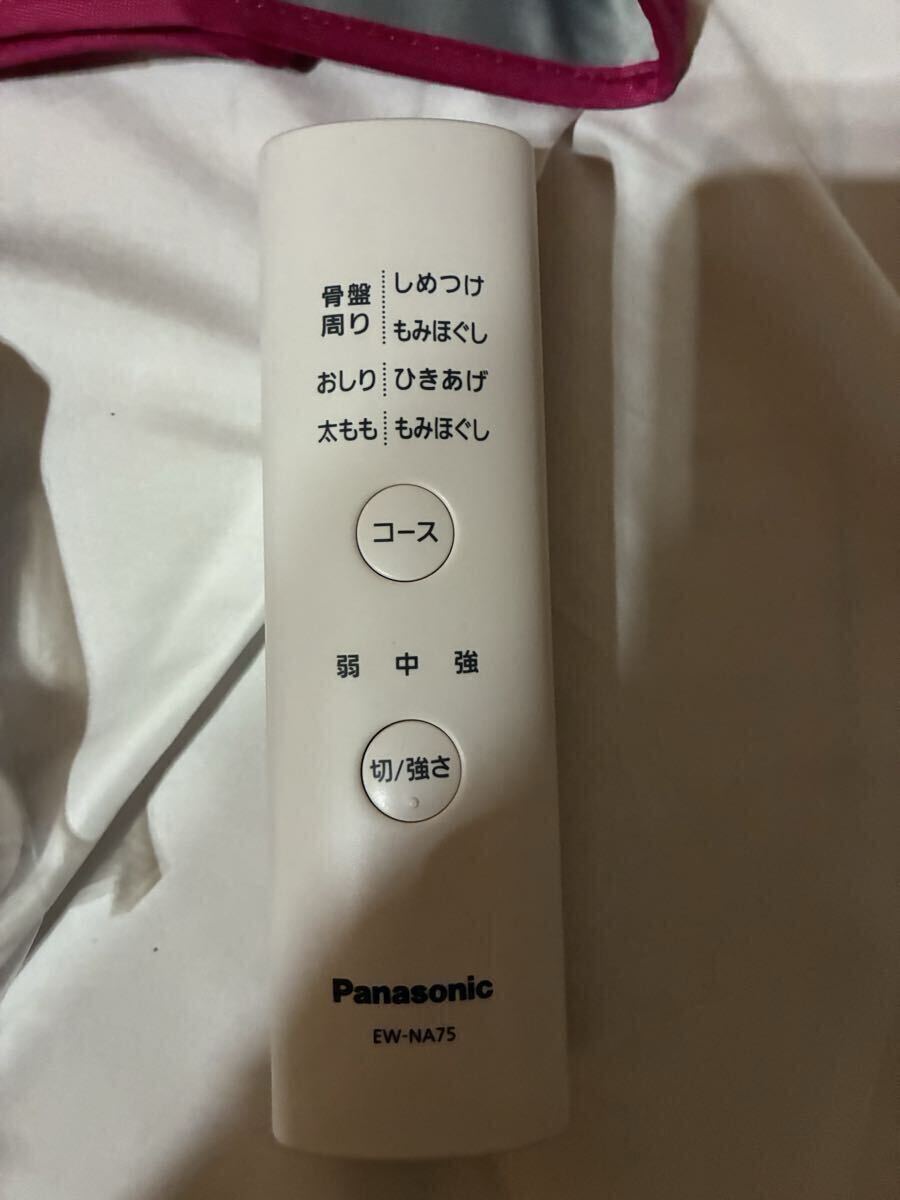 骨盤周り しめつけ
もみほぐし
おしり ひきあげ
太もも もみほぐし
コース
弱 中 強
切/強さ
Panasonic
EW-NA75